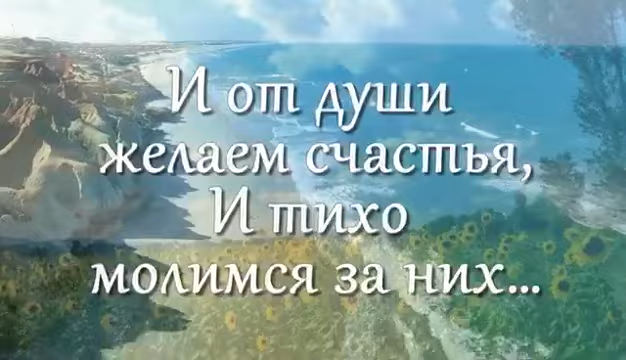 И от души
желаем счастья,
И тихо
молимся за них...